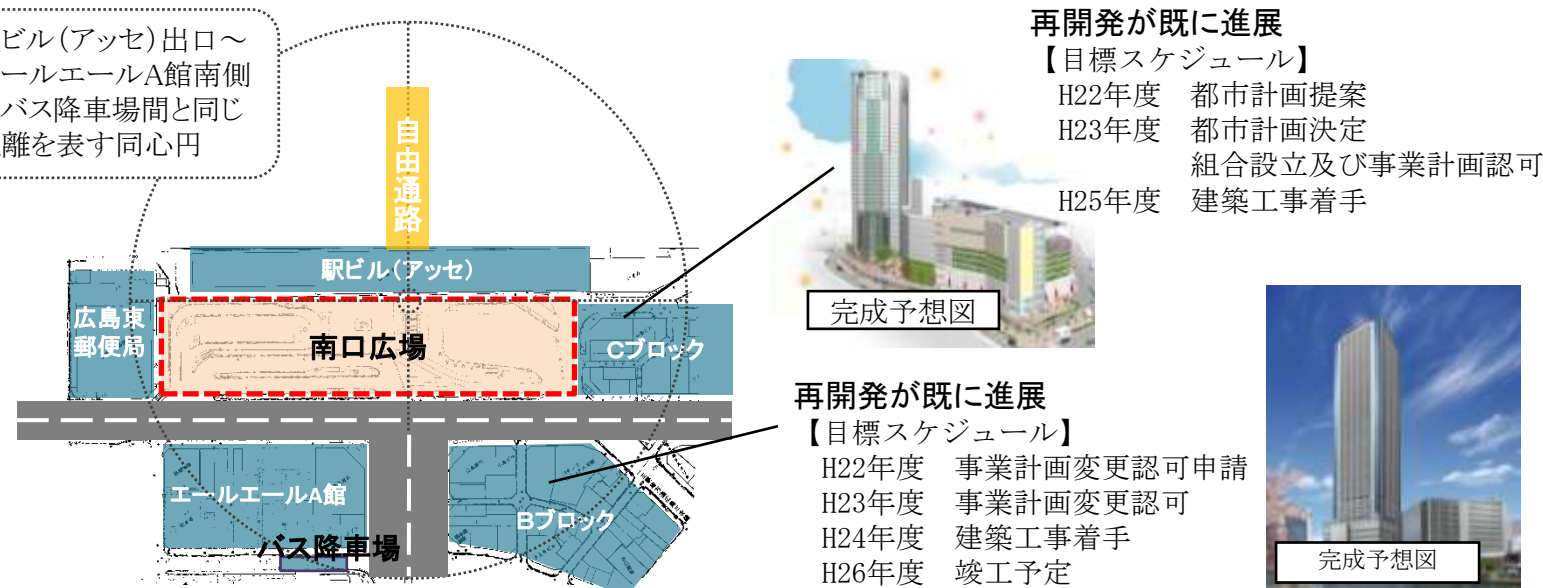 ビル（アッセ）出口～
ールエールA館南側
バス降車場間と同じ
離を表す同心円
自由通路
駅ビル（アッセ）
広島東
郵便局
南口広場
Cブロック
エールエールA館
Bブロック
バス降車場
再開発が既に進展
【目標スケジュール】
H22年度　都市計画提案
H23年度　都市計画決定
組合設立及び事業計画認可
H25年度　建築工事着手
完成予想図
再開発が既に進展
【目標スケジュール】
H22年度　事業計画変更認可申請
H23年度　事業計画変更認可
H24年度　建築工事着手
H26年度　竣工予定
完成予想図